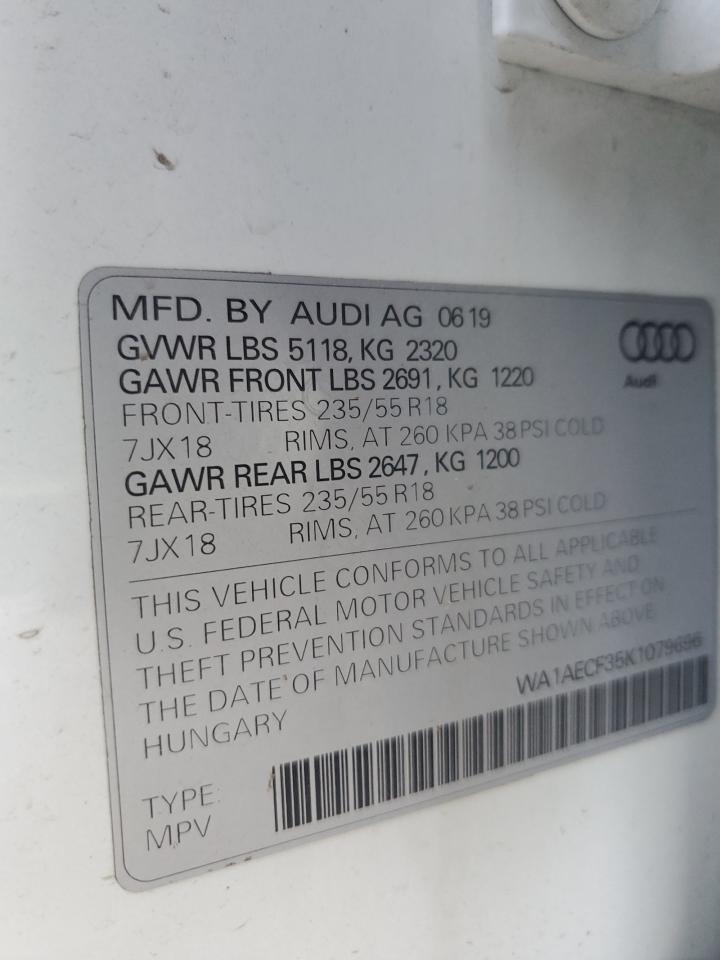 MFD. BY AUDI AG 0619
GVWR LBS 5118, KG 2320
GAWR FRONT LBS 2691, KG 1220
FRONT-TIRES 235/55 R18
7JX18 RIMS, AT 260 KPA 38 PSI COLD
GAWR REAR LBS 2647, KG 1200
REAR-TIRES 235/55 R18
7JX18 RIMS, AT 260 KPA 38 PSI COLD
Audi
THIS VEHICLE CONFORMS TO ALL APPLICABLE
U.S. FEDERAL MOTOR VEHICLE SAFETY AND
THEFT PREVENTION STANDARDS IN EFFECT ON
THE DATE OF MANUFACTURE SHOWN ABOVE
HUNGARY
WA1AECF35K1079696
TYPE:
MPV